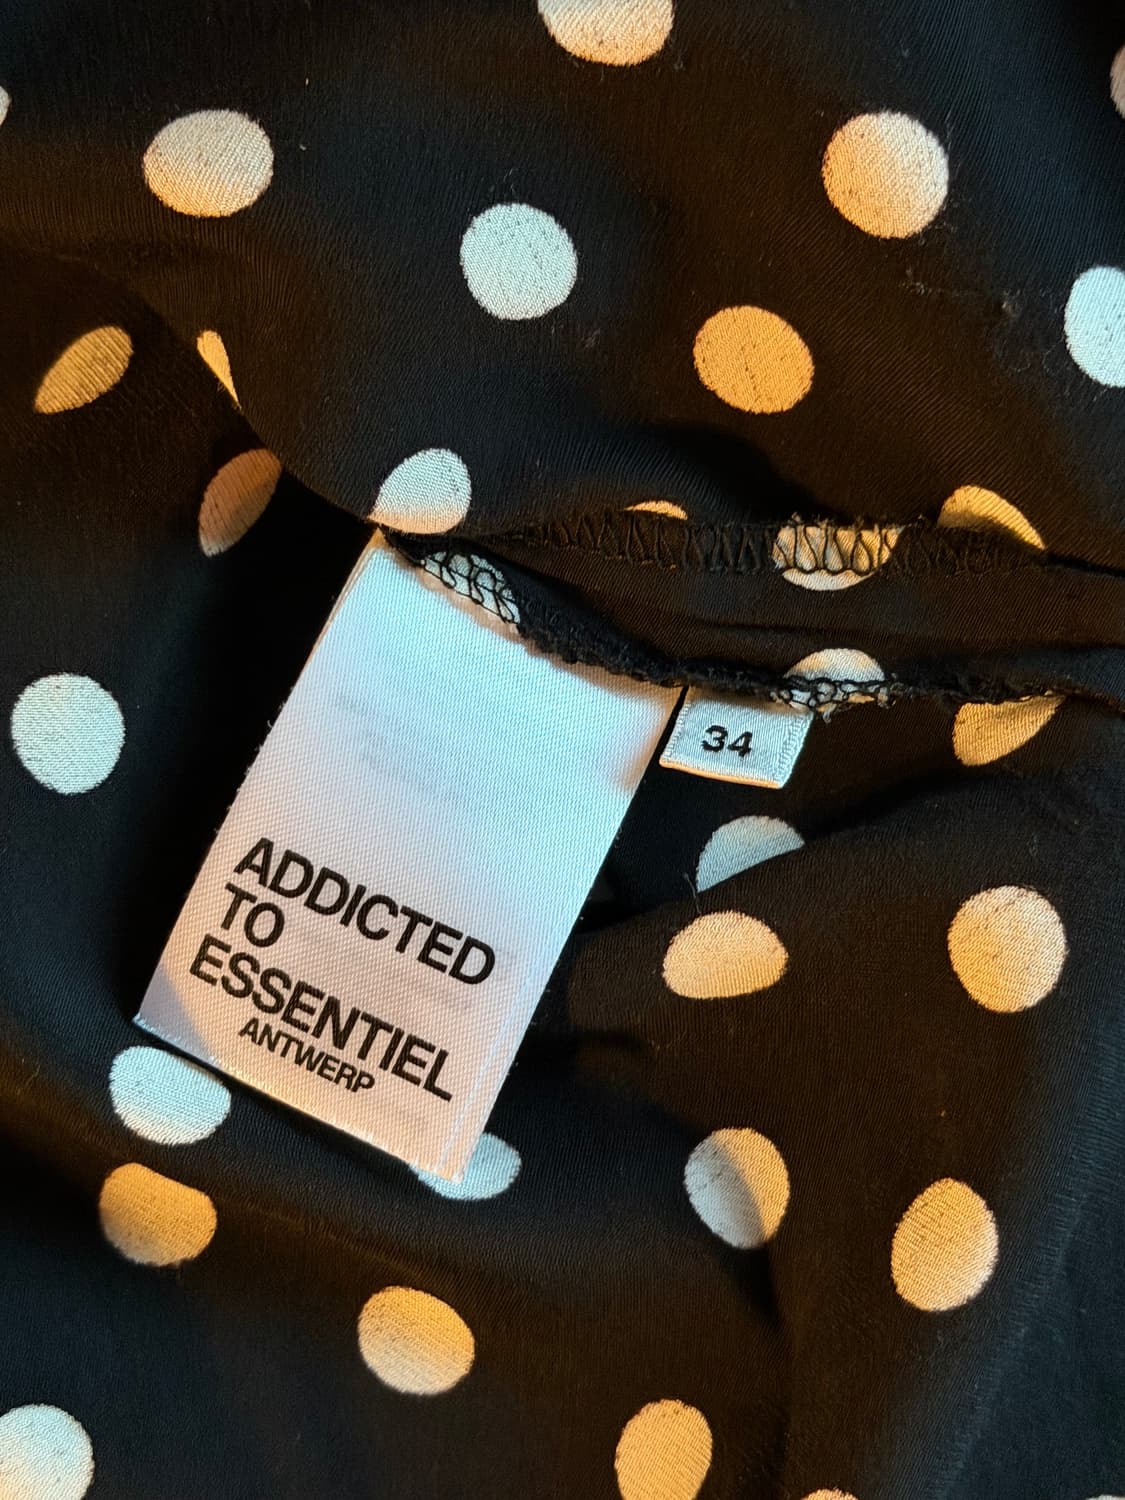 34
ADDICTED
TO
ESSENTIEL
ANTWERP